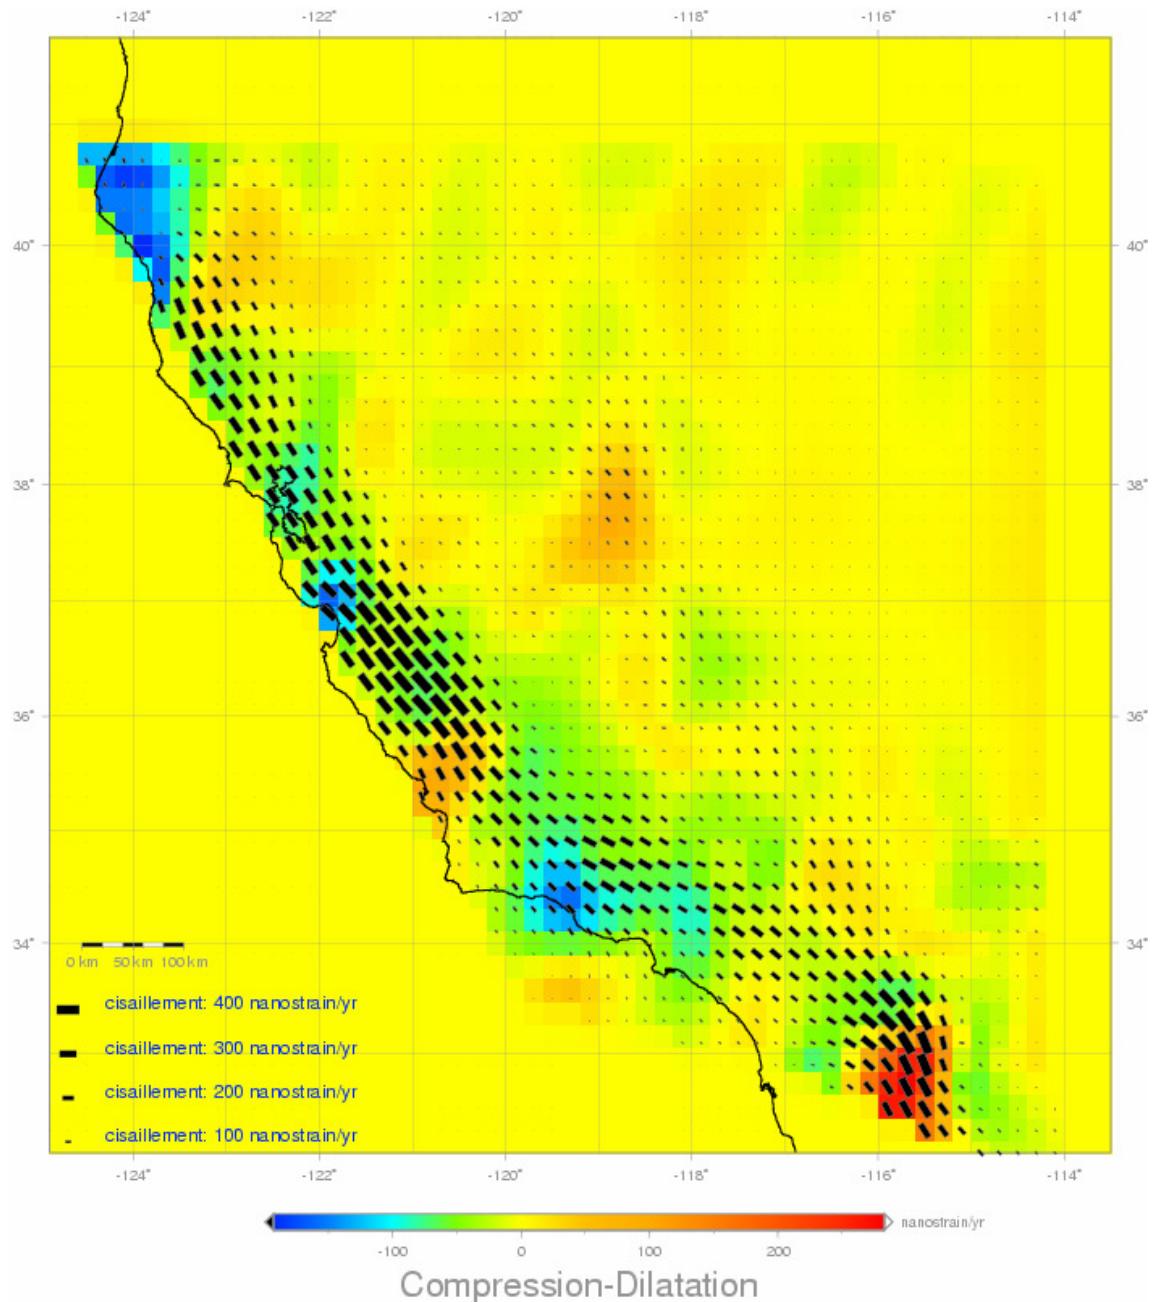 -124° -122° -120° -118° -116° -114°
40° 40°
38° 38°
36° 36°
34° 34°
0 km 50 km 100 km
cisaillement: 400 nanostrain/yr
cisaillement: 300 nanostrain/yr
cisaillement: 200 nanostrain/yr
cisaillement: 100 nanostrain/yr
-124° -122° -120° -118° -116° -114°
nanostrain/yr
-100 0 100 200
Compression-Dilatation